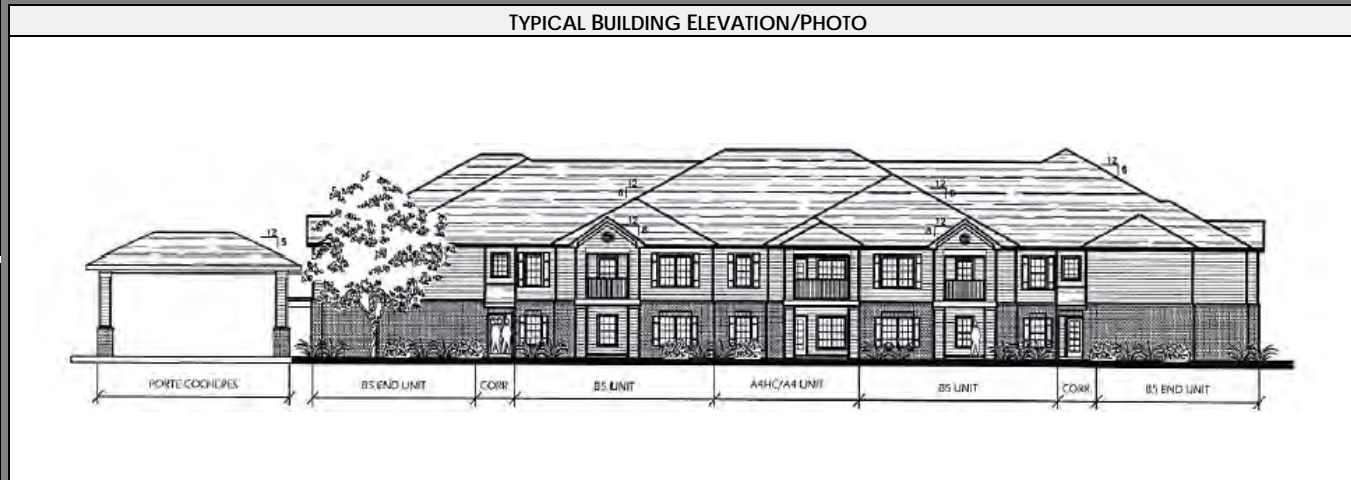 TYPICAL BUILDING ELEVATION/PHOTO
12
6
12
8
12
8
12
12
6
12
5
PORTE COCHERES
B5 END UNIT
CORR.
B5 UNIT
A4HC/A4 UNIT
B5 UNIT
CORR.
B5 END UNIT